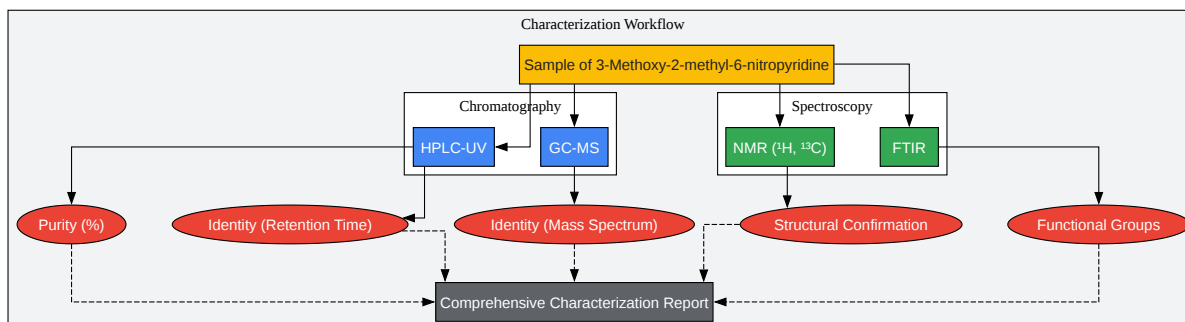 Characterization Workflow
Sample of 3-Methoxy-2-methyl-6-nitropyridine
Chromatography
Spectroscopy
HPLC-UV
GC-MS
NMR (¹H, ¹³C)
FTIR
Purity (%)
Identity (Retention Time)
Identity (Mass Spectrum)
Structural Confirmation
Functional Groups
Comprehensive Characterization Report